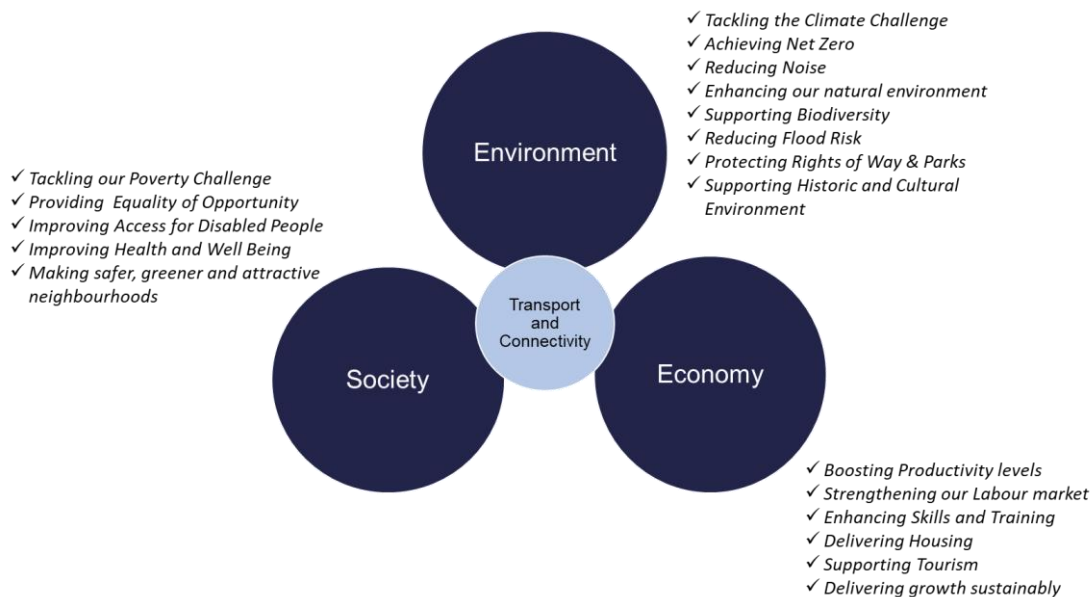 ✓ Tackling the Climate Challenge
✓ Achieving Net Zero
✓ Reducing Noise
✓ Enhancing our natural environment
✓ Supporting Biodiversity
✓ Reducing Flood Risk
✓ Protecting Rights of Way & Parks
✓ Supporting Historic and Cultural
Environment
Environment
✓ Tackling our Poverty Challenge
✓ Providing Equality of Opportunity
✓ Improving Access for Disabled People
✓ Improving Health and Well Being
✓ Making safer, greener and attractive
neighbourhoods
Transport
and
Connectivity
Society
Economy
✓ Boosting Productivity levels
✓ Strengthening our Labour market
✓ Enhancing Skills and Training
✓ Delivering Housing
✓ Supporting Tourism
✓ Delivering growth sustainably